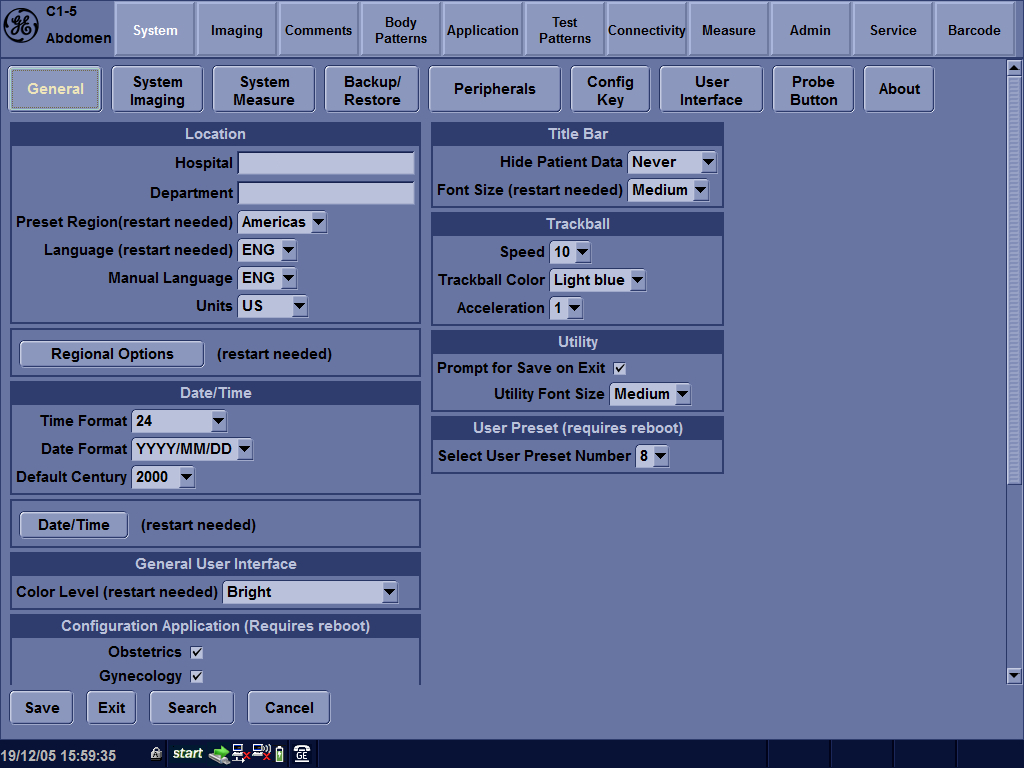 C1-5
Abdomen
System
Imaging
Comments
Body
Patterns
Application
Test
Patterns
Connectivity
Measure
Admin
Service
Barcode
General
System
Imaging
System
Measure
Backup/
Restore
Peripherals
Config
Key
User
Interface
Probe
Button
About
Location
Hospital
Department
Preset Region(restart needed) Americas
Language (restart needed) ENG
Manual Language ENG
Units US
Regional Options (restart needed)
Date/Time
Time Format 24
Date Format YYYY/MM/DD
Default Century 2000
Date/Time (restart needed)
General User Interface
Color Level (restart needed) Bright
Configuration Application (Requires reboot)
Obstetrics
Gynecology
Title Bar
Hide Patient Data Never
Font Size (restart needed) Medium
Trackball
Speed 10
Trackball Color Light blue
Acceleration 1
Utility
Prompt for Save on Exit
Utility Font Size Medium
User Preset (requires reboot)
Select User Preset Number 8
Save Exit Search Cancel
19/12/05 15:59:35 start GE